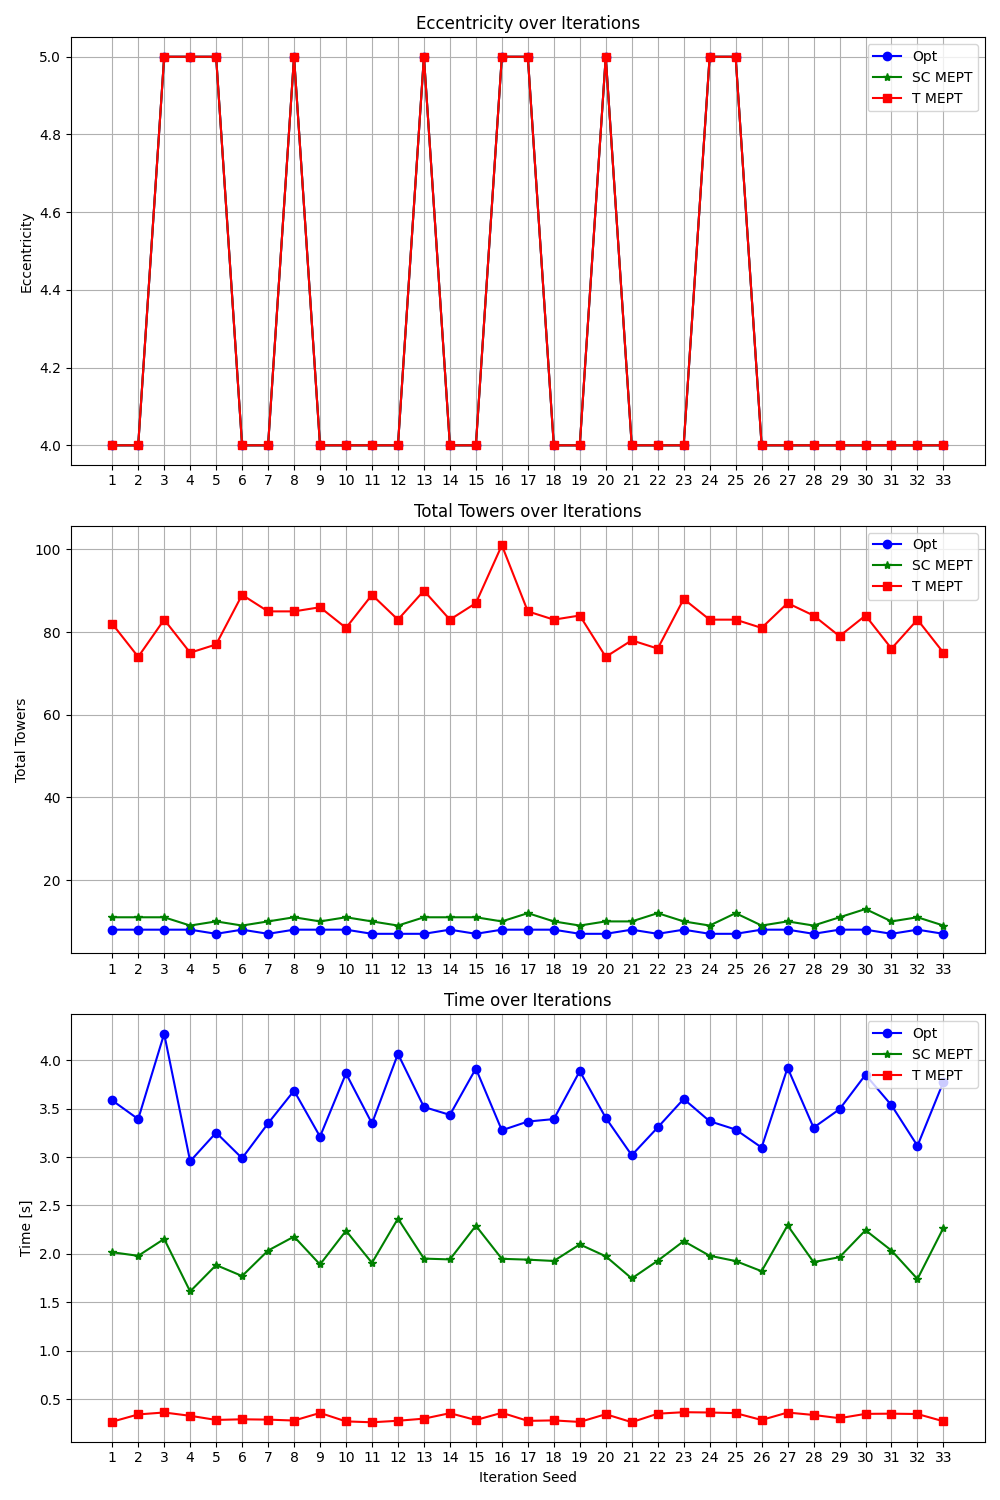 Eccentricity over Iterations
Eccentricity
5.0
4.8
4.6
4.4
4.2
4.0
Opt
SC MEPT
T MEPT
1 2 3 4 5 6 7 8 9 10 11 12 13 14 15 16 17 18 19 20 21 22 23 24 25 26 27 28 29 30 31 32 33
Total Towers over Iterations
Total Towers
100
80
60
40
20
Opt
SC MEPT
T MEPT
1 2 3 4 5 6 7 8 9 10 11 12 13 14 15 16 17 18 19 20 21 22 23 24 25 26 27 28 29 30 31 32 33
Time over Iterations
Time [s]
4.0
3.5
3.0
2.5
2.0
1.5
1.0
0.5
Opt
SC MEPT
T MEPT
1 2 3 4 5 6 7 8 9 10 11 12 13 14 15 16 17 18 19 20 21 22 23 24 25 26 27 28 29 30 31 32 33
Iteration Seed